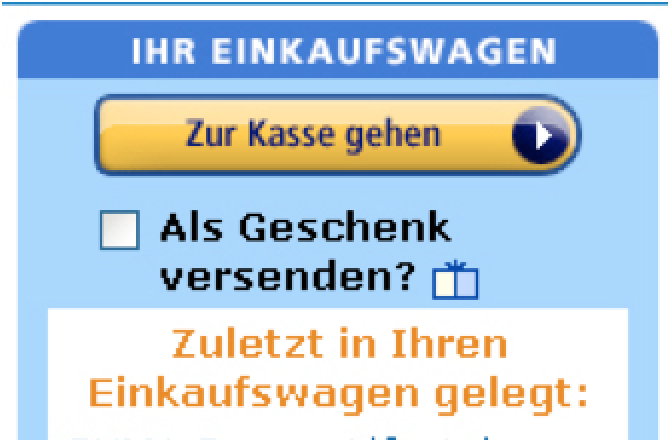 IHR EINKAUFSWAGEN
Zur Kasse gehen
Als Geschenk
versenden?
Zuletzt in Ihren
Einkaufswagen gelegt: